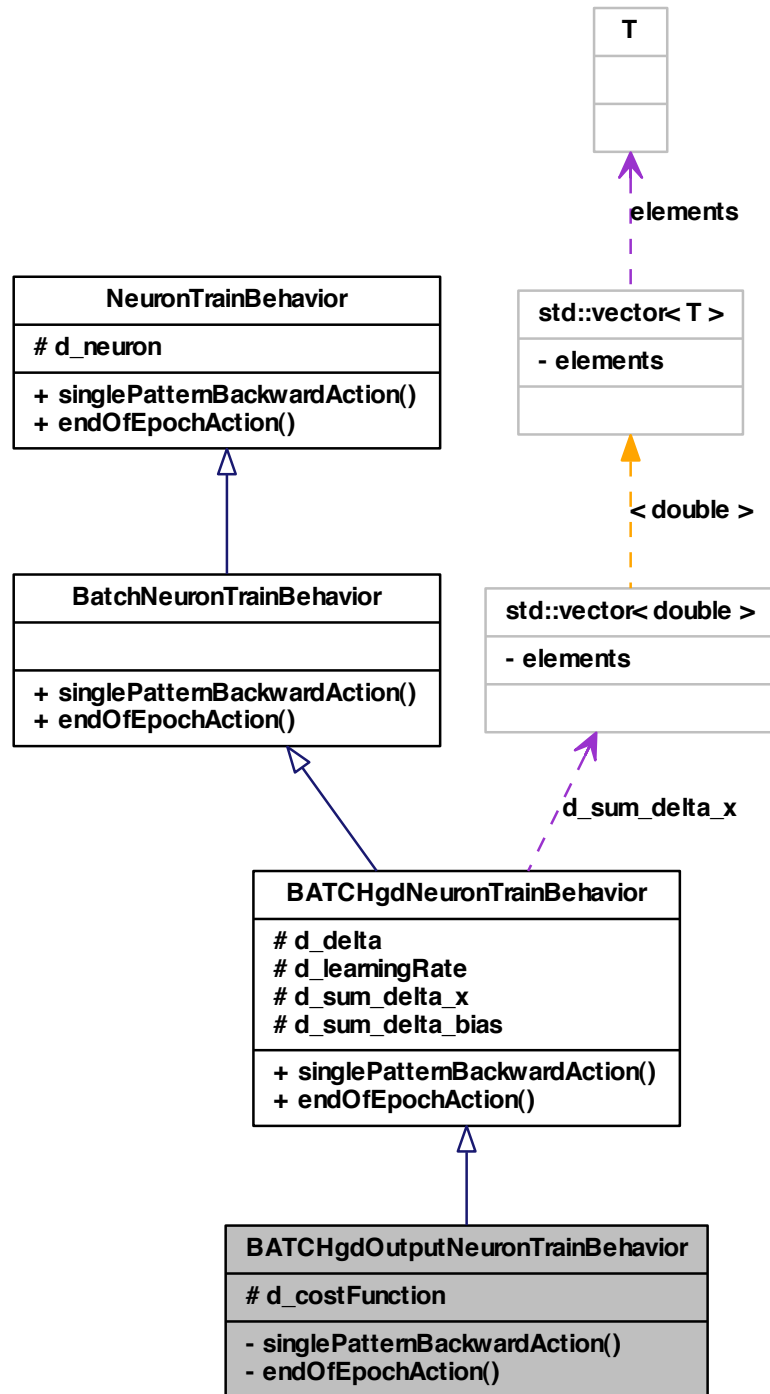 T
elements
NeuronTrainBehavior
# d_neuron
+ singlePatternBackwardAction()
+ endOfEpochAction()
std::vector< T >
- elements
< double >
BatchNeuronTrainBehavior
+ singlePatternBackwardAction()
+ endOfEpochAction()
std::vector< double >
- elements
d_sum_delta_x
BATCHgdNeuronTrainBehavior
# d_delta
# d_learningRate
# d_sum_delta_x
# d_sum_delta_bias
+ singlePatternBackwardAction()
+ endOfEpochAction()
BATCHgdOutputNeuronTrainBehavior
# d_costFunction
- singlePatternBackwardAction()
- endOfEpochAction()